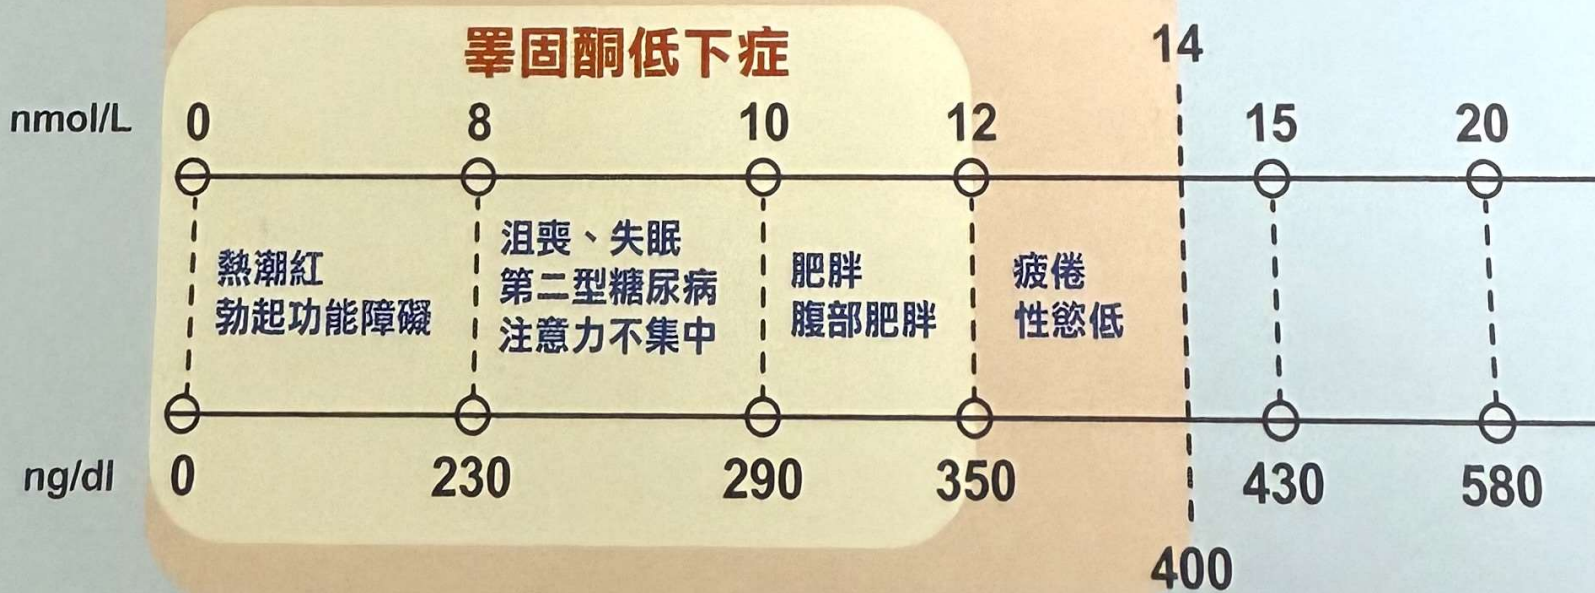 睪固酮低下症
14
nmol/L 0 8 10 12 15 20
熱潮紅
勃起功能障礙
沮喪、失眠
第二型糖尿病
注意力不集中
肥胖
腹部肥胖
疲倦
性慾低
ng/dl 0 230 290 350 430 580
400